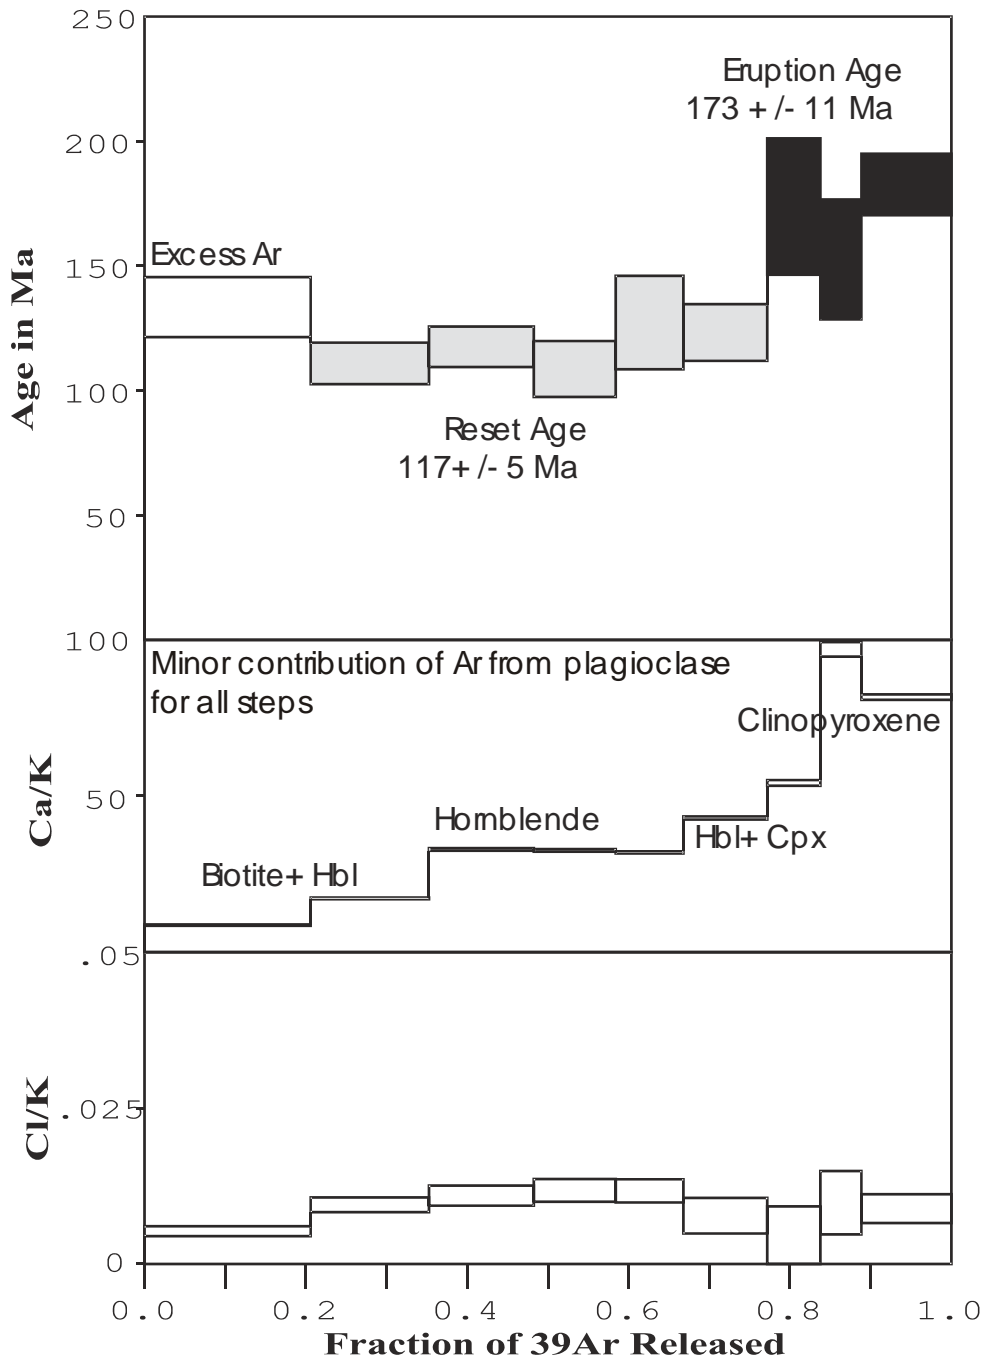 250
Eruption Age
173 +/- 11 Ma
200
Excess Ar
150
Age in Ma
100
Reset Age
117+/- 5 Ma
50
100
Minor contribution of Ar from plagioclase
for all steps
Clinopyroxene
Ca/K
50
Hornblende
Hbl+ Cpx
Biotite+ Hbl
.05
Cl/K
.025
0
0.0 0.2 0.4 0.6 0.8 1.0
Fraction of 39Ar Released